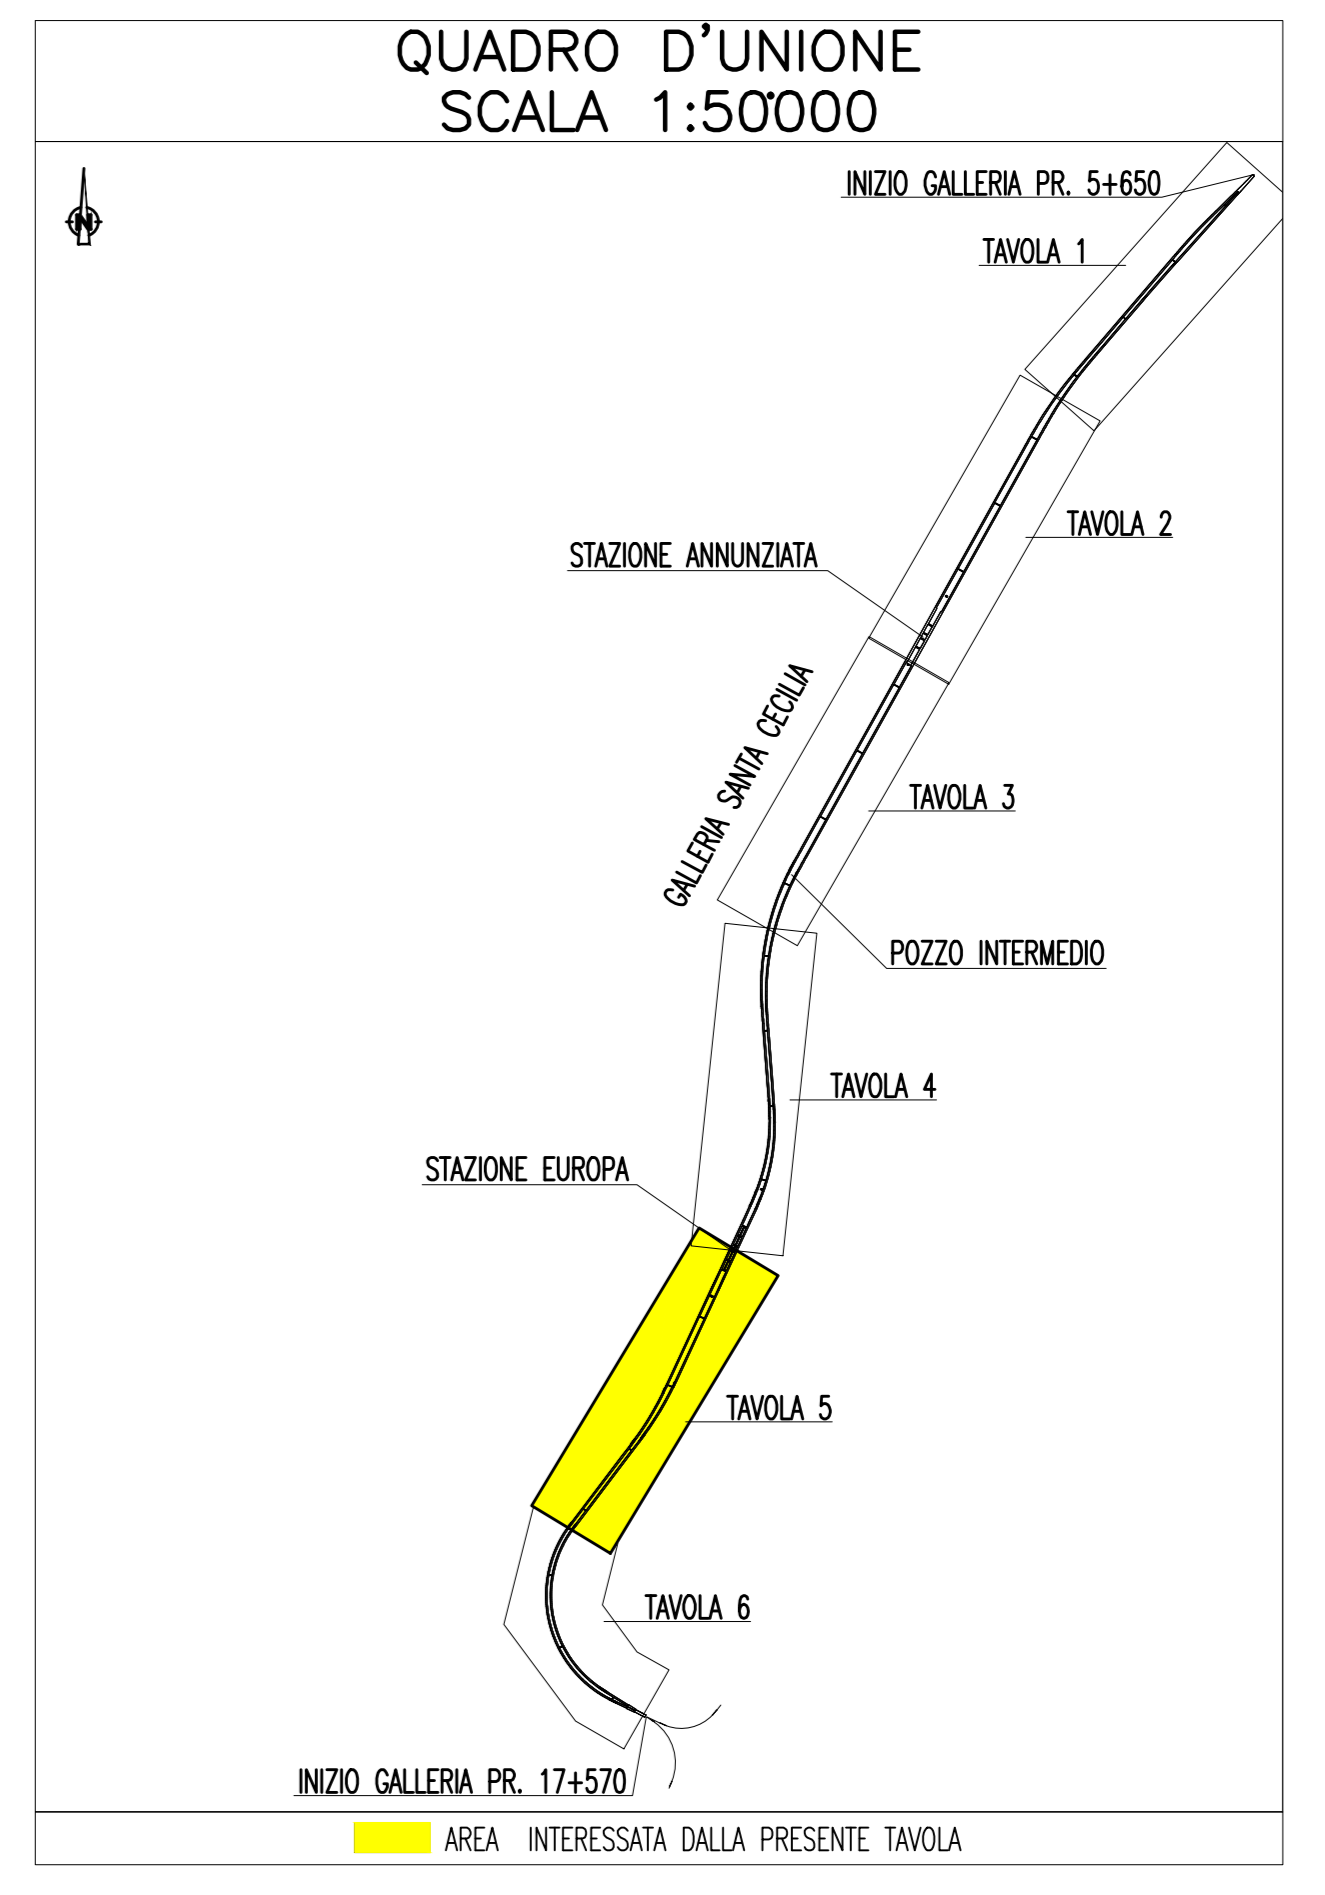 QUADRO D'UNIONE
SCALA 1:50'000
N
INIZIO GALLERIA PR. 5+650
TAVOLA 1
TAVOLA 2
STAZIONE ANNUNZIATA
GALLERIA SANTA CECILIA
TAVOLA 3
POZZO INTERMEDIO
TAVOLA 4
STAZIONE EUROPA
TAVOLA 5
TAVOLA 6
INIZIO GALLERIA PR. 17+570
AREA INTERESSATA DALLA PRESENTE TAVOLA